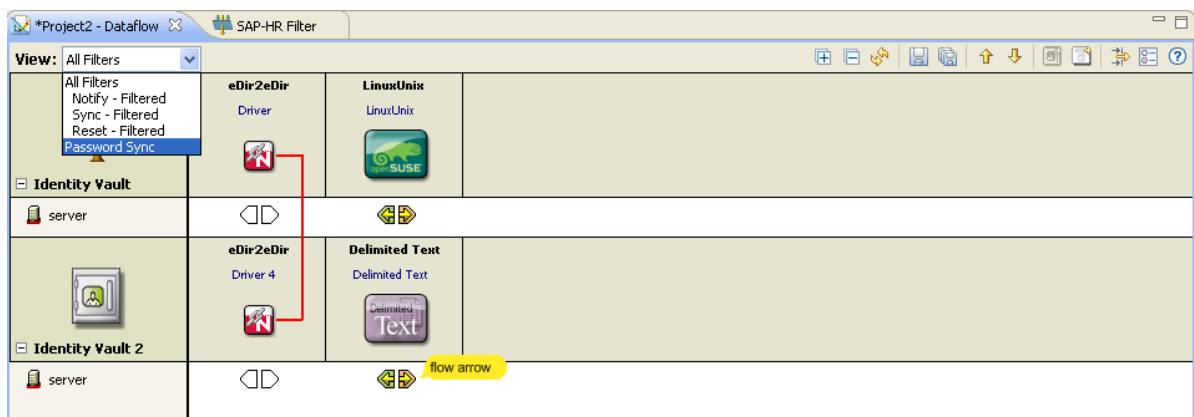 *Project2 - Dataflow SAP-HR Filter
View: All Filters
All Filters
Notify - Filtered
Sync - Filtered
Reset - Filtered
Password Sync
eDir2eDir LinuxUnix
Driver LinuxUnix
N openSUSE
Identity Vault
server
eDir2eDir Delimited Text
Driver 4 Delimited Text
N Delimited
Text
Identity Vault 2
flow arrow
server